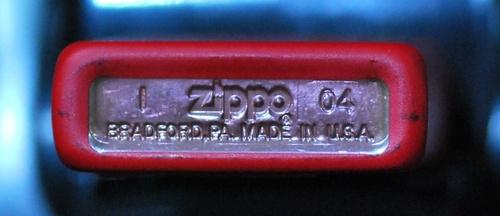 I zippo® 04
BRADFORD, PA. MADE IN U.S.A.